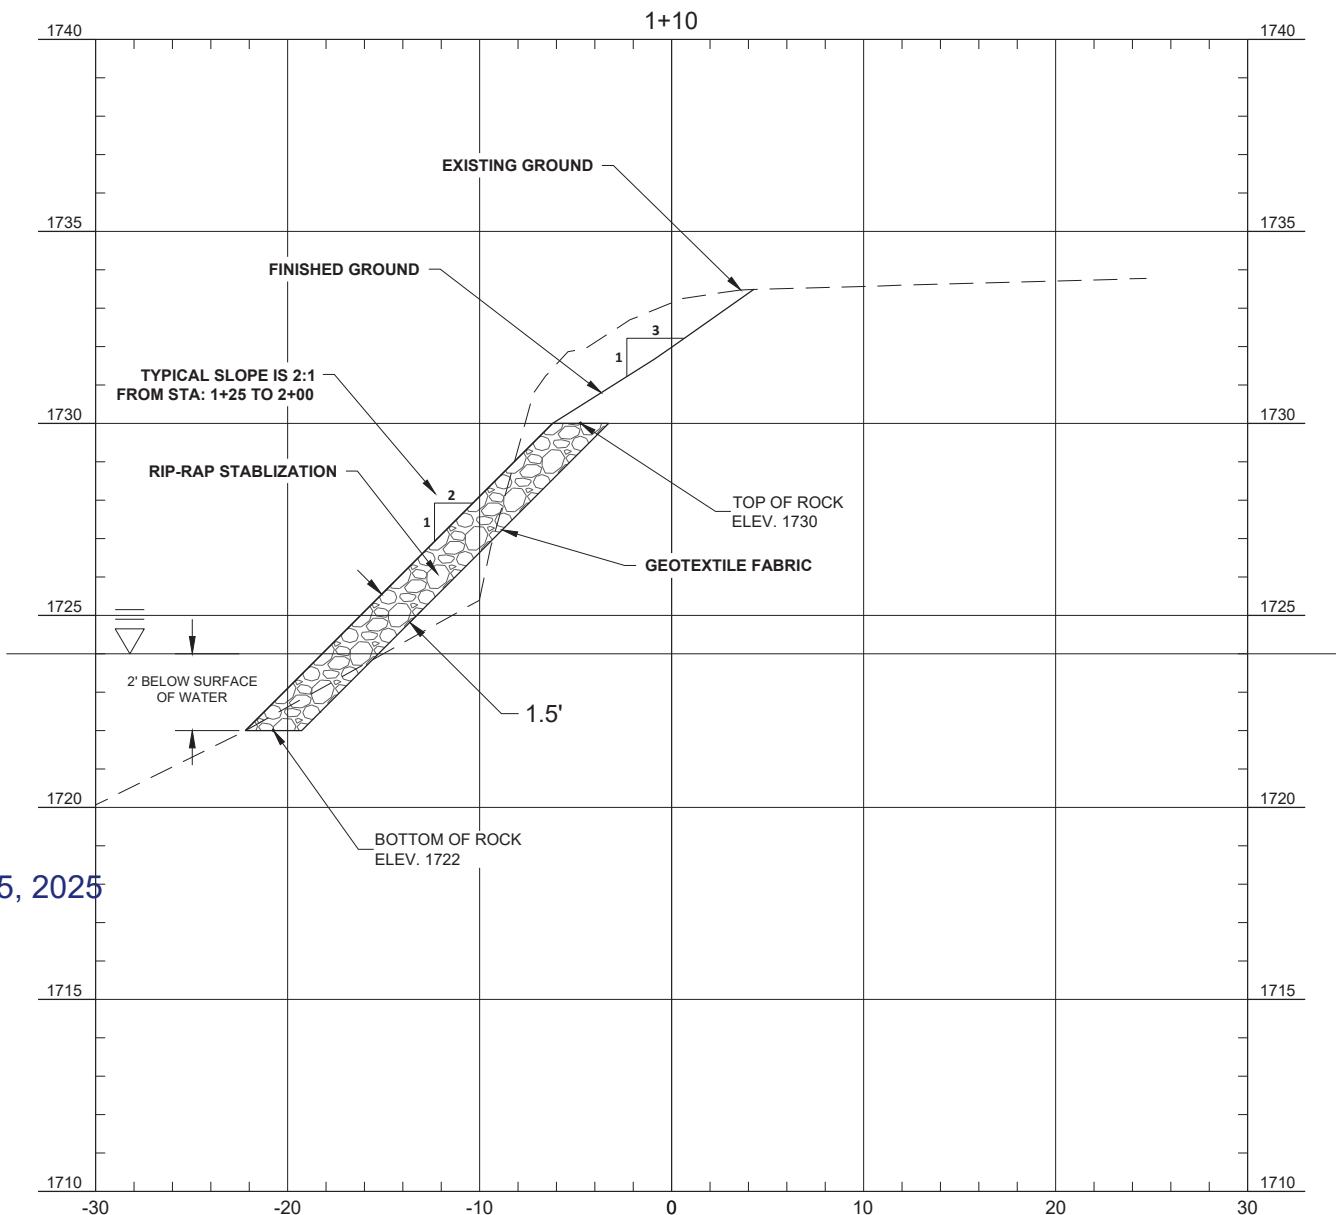 1+10
1740 1740
EXISTING GROUND
1735 1735
FINISHED GROUND
3
1
TYPICAL SLOPE IS 2:1
FROM STA: 1+25 TO 2+00
1730 1730
RIP-RAP STABLIZATION
2
1
TOP OF ROCK
ELEV. 1730
GEOTEXTILE FABRIC
1725 1725
2' BELOW SURFACE
OF WATER
1.5'
1720 1720
BOTTOM OF ROCK
ELEV. 1722
5, 2025
1715 1715
1710 1710
-30 -20 -10 0 10 20 30